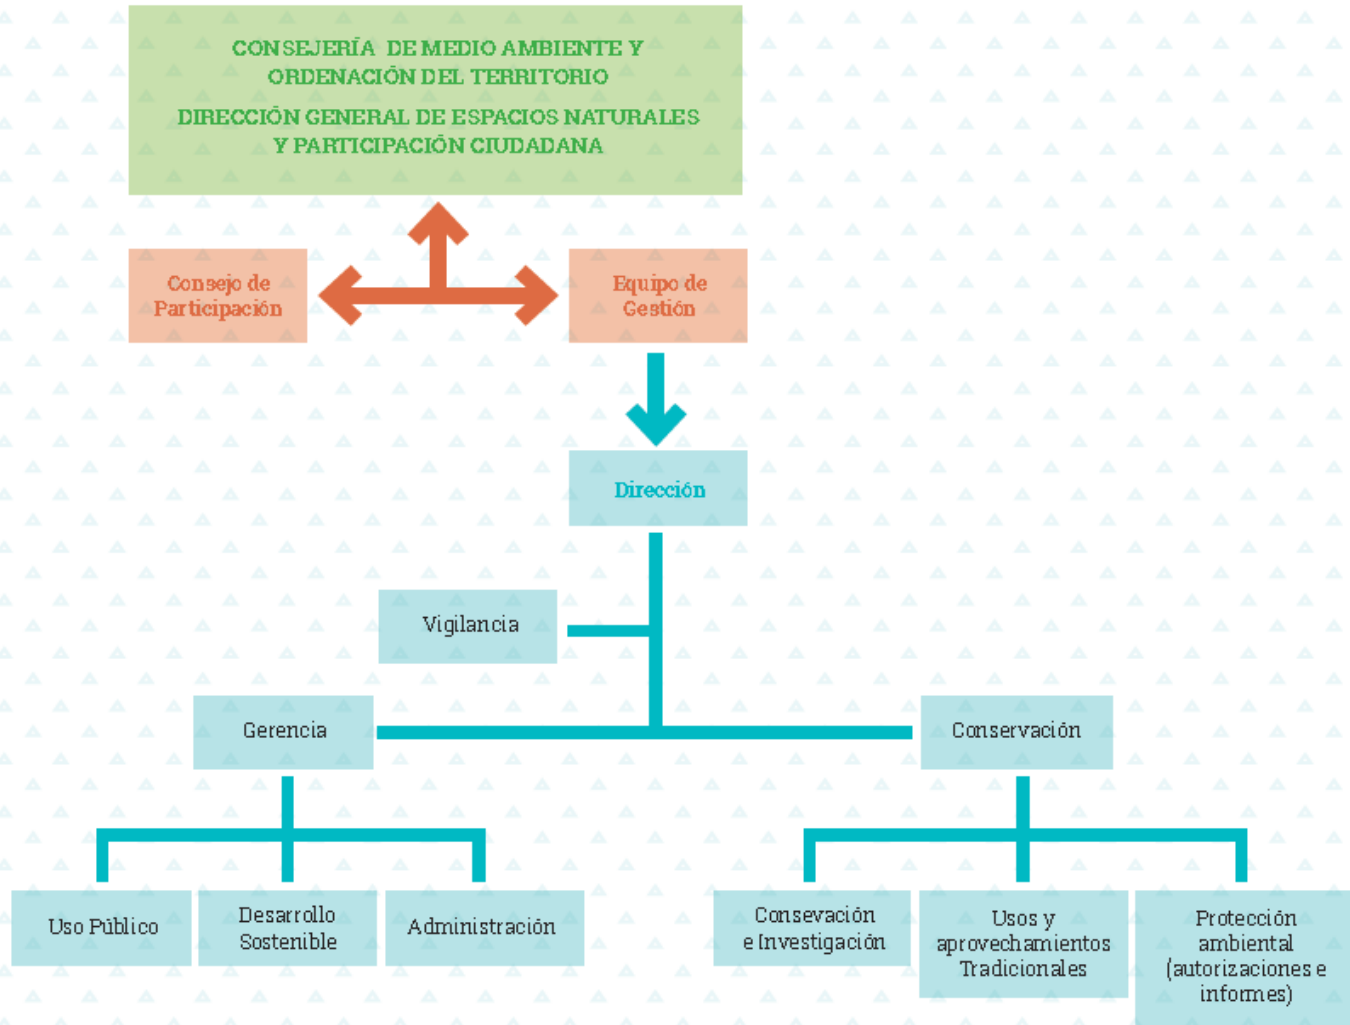 CONSEJERÍA DE MEDIO AMBIENTE Y
ORDENACIÓN DEL TERRITORIO
DIRECCIÓN GENERAL DE ESPACIOS NATURALES
Y PARTICIPACIÓN CIUDADANA
Consejo de
Participación
Equipo de
Gestión
Dirección
Vigilancia
Gerencia
Conservación
Uso Público
Desarrollo
Sostenible
Administración
Consevación
e Investigación
Usos y
aprovechamientos
Tradicionales
Protección
ambiental
(autorizaciones e
informes)